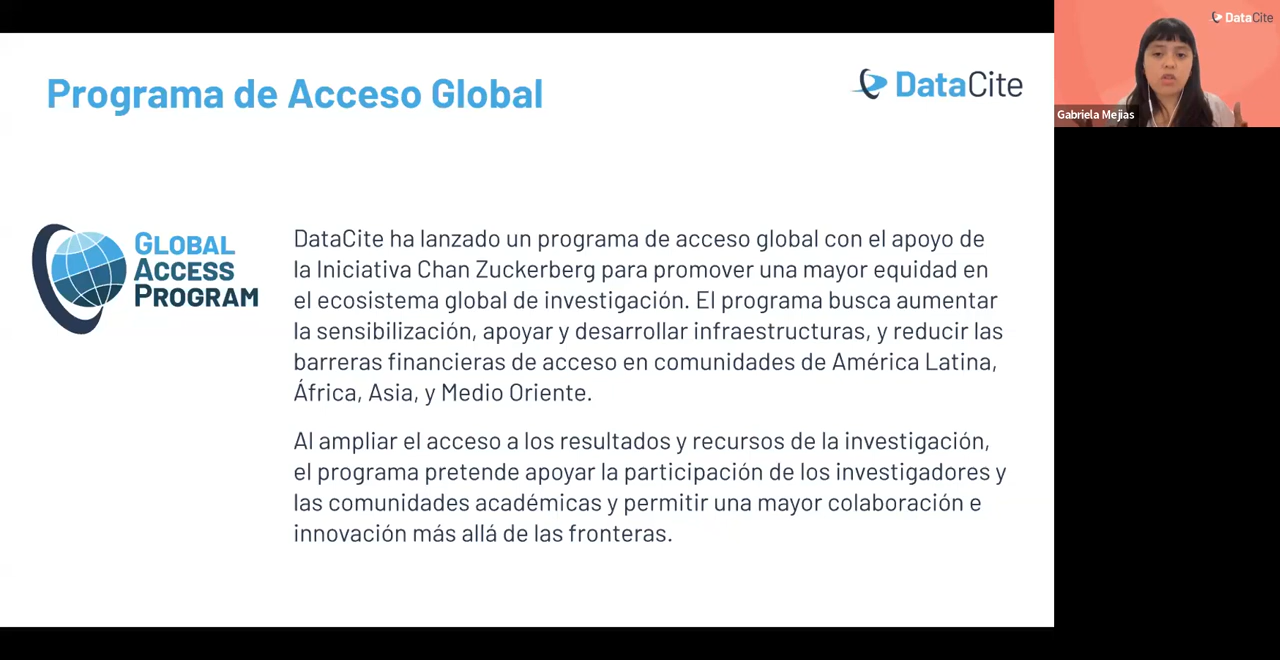 Programa de Acceso Global
DataCite
DataCite
Gabriela Mejias
GLOBAL
ACCESS
PROGRAM
DataCite ha lanzado un programa de acceso global con el apoyo de
la Iniciativa Chan Zuckerberg para promover una mayor equidad en
el ecosistema global de investigación. El programa busca aumentar
la sensibilización, apoyar y desarrollar infraestructuras, y reducir las
barreras financieras de acceso en comunidades de América Latina,
África, Asia, y Medio Oriente.
Al ampliar el acceso a los resultados y recursos de la investigación,
el programa pretende apoyar la participación de los investigadores y
las comunidades académicas y permitir una mayor colaboración e
innovación más allá de las fronteras.